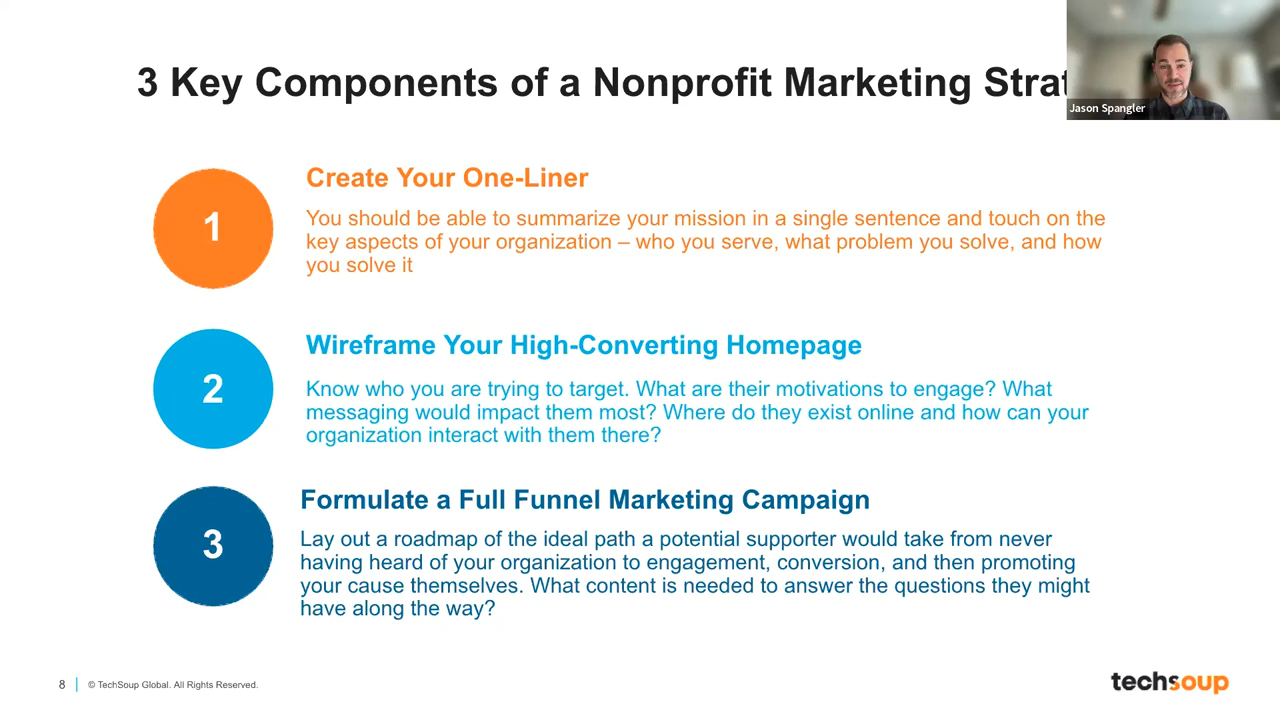 3 Key Components of a Nonprofit Marketing
Jason Spangler
1
Create Your One-Liner
You should be able to summarize your mission in a single sentence and touch on the
key aspects of your organization – who you serve, what problem you solve, and how
you solve it
2
Wireframe Your High-Converting Homepage
Know who you are trying to target. What are their motivations to engage? What
messaging would impact them most? Where do they exist online and how can your
organization interact with them there?
3
Formulate a Full Funnel Marketing Campaign
Lay out a roadmap of the ideal path a potential supporter would take from never
having heard of your organization to engagement, conversion, and then promoting
your cause themselves. What content is needed to answer the questions they might
have along the way?
8
© TechSoup Global. All Rights Reserved.
techsoup